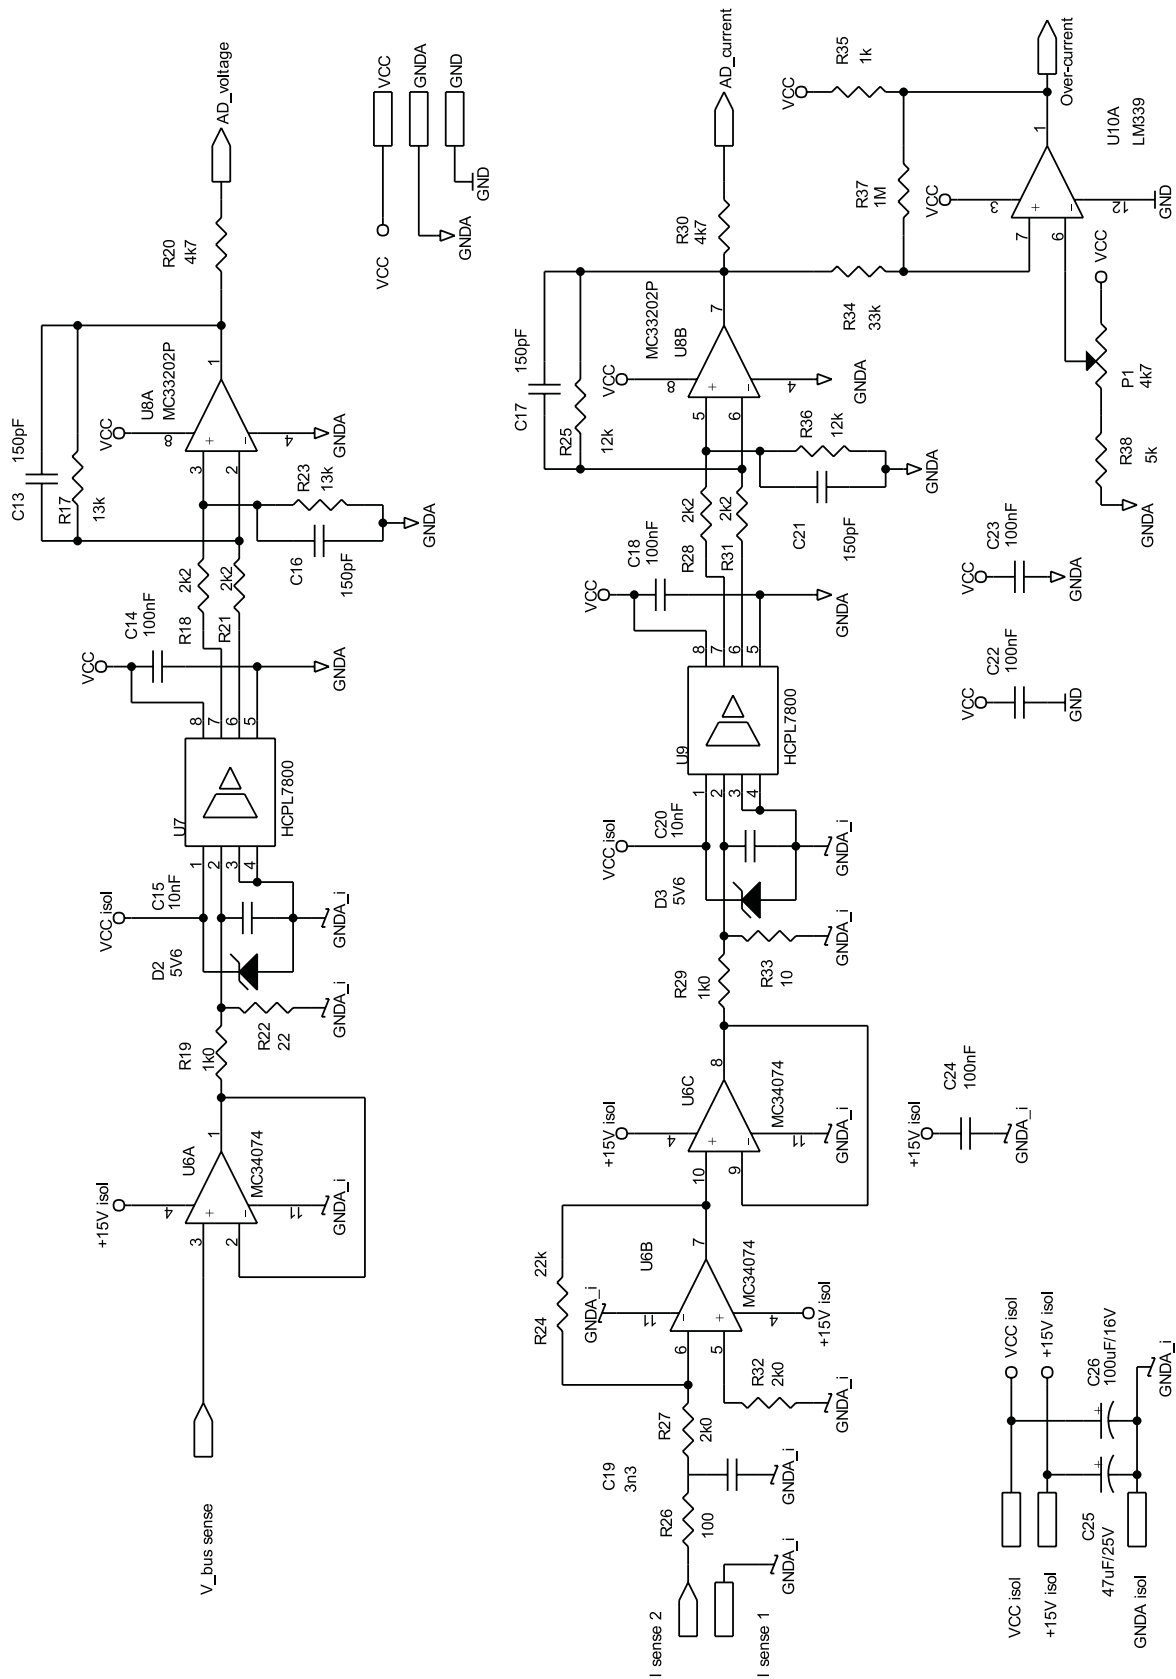 V_bus sense
+15V isol
4
3
2
+
-
U6A
1
MC34074
11
GNDA_i
R19
1k0
R22
22
GNDA_i
D2
5V6
VCC isol
C15
10nF
GNDA_i
1
2
3
4
U7
HCPL7800
8
7
6
5
VCC
C14
100nF
GNDA
R18
2k2
R21
2k2
C16
150pF
R23
13k
GNDA
C13
150pF
R17
13k
VCC
8
3
2
+
-
U8A
MC33202P
1
4
GNDA
R20
4k7
AD_voltage
VCC
GNDA
GND
VCC
GNDA
GND
I_sense 2
I_sense 1
GNDA_i
R26
100
C19
3n3
GNDA_i
R27
2k0
R32
2k0
GNDA_i
R24
22k
GNDA_i
11
6
5
-
+
U6B
7
MC34074
4
+15V isol
+15V isol
4
10
9
+
-
U6C
8
MC34074
11
GNDA_i
R29
1k0
R33
10
GNDA_i
D3
5V6
VCC isol
C20
10nF
GNDA_i
1
2
3
4
U9
HCPL7800
8
7
6
5
VCC
C18
100nF
GNDA
R28
2k2
R31
2k2
C21
150pF
R36
12k
GNDA
C17
150pF
R25
12k
VCC
8
5
6
+
-
MC33202P
U8B
7
4
GNDA
R30
4k7
AD_current
R34
33k
R37
1M
VCC
R35
1k
VCC
3
7
6
+
-
1
12
GND
U10A
LM339
Over-current
VCC
P1
4k7
R38
5k
GNDA
VCC
C23
100nF
GNDA
VCC
C22
100nF
GND
+15V isol
C24
100nF
GNDA_i
VCC isol
+15V isol
GNDA isol
VCC isol
+15V isol
C25
47uF/25V
+
C26
100uF/16V
+
GNDA_i